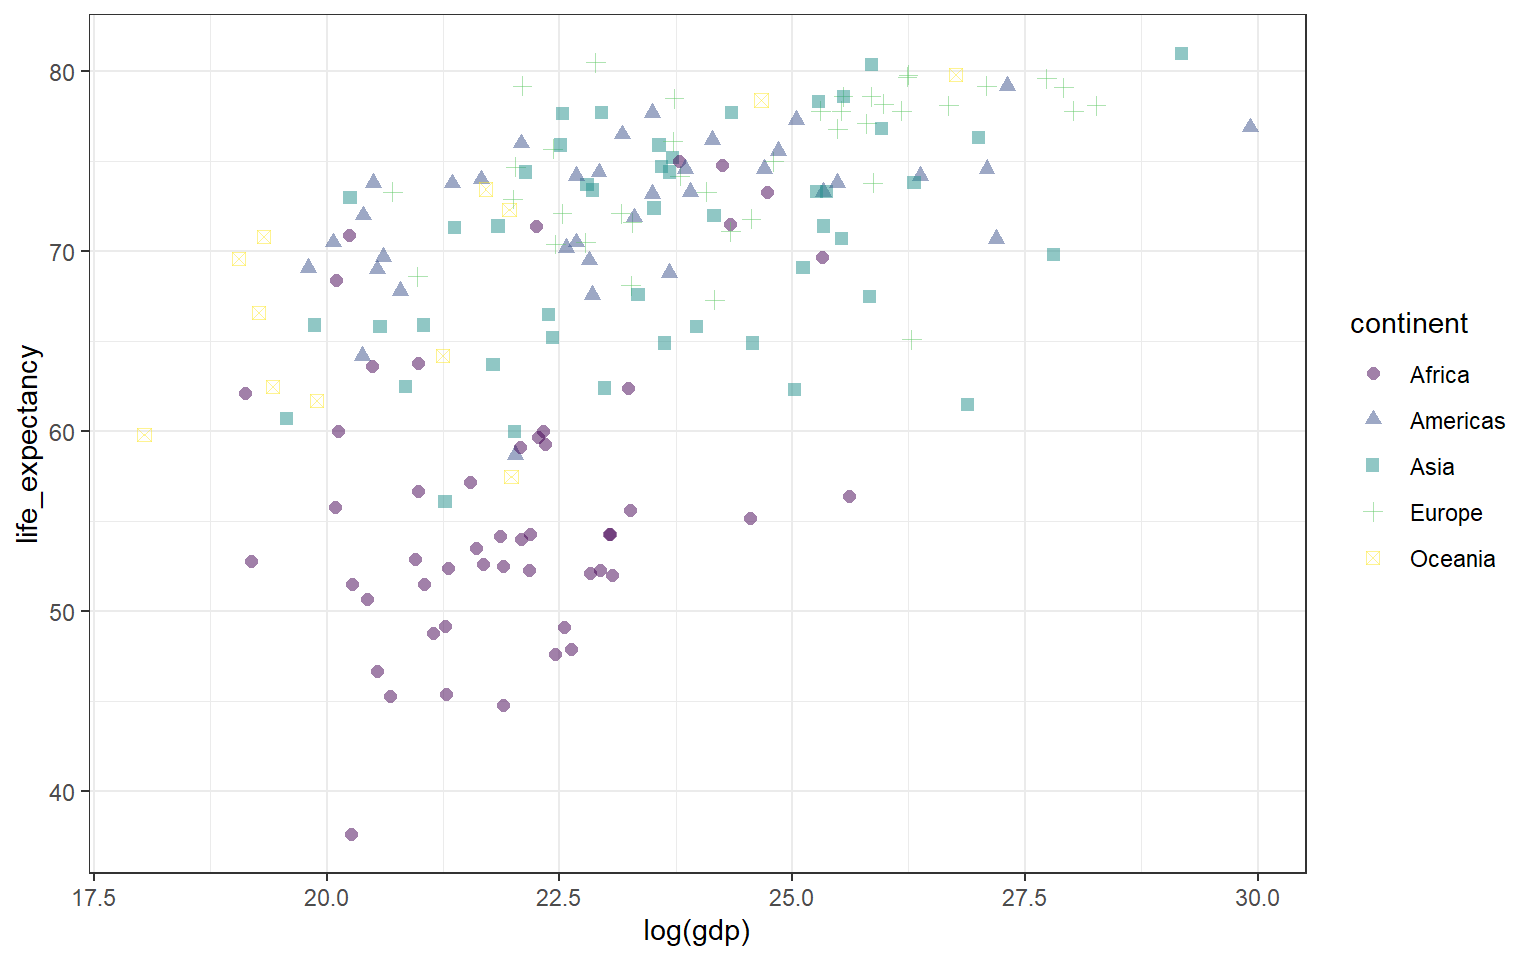 80
70
60
50
40
life_expectancy
17.5 20.0 22.5 25.0 27.5 30.0
log(gdp)
continent
Africa
Americas
Asia
Europe
Oceania